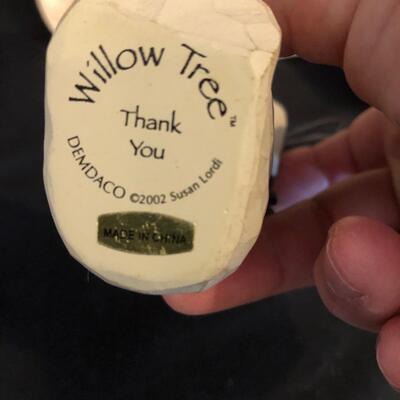 Willow Tree™
Thank
You
DEMDACO ©2002 Susan Lordi
MADE IN CHINA